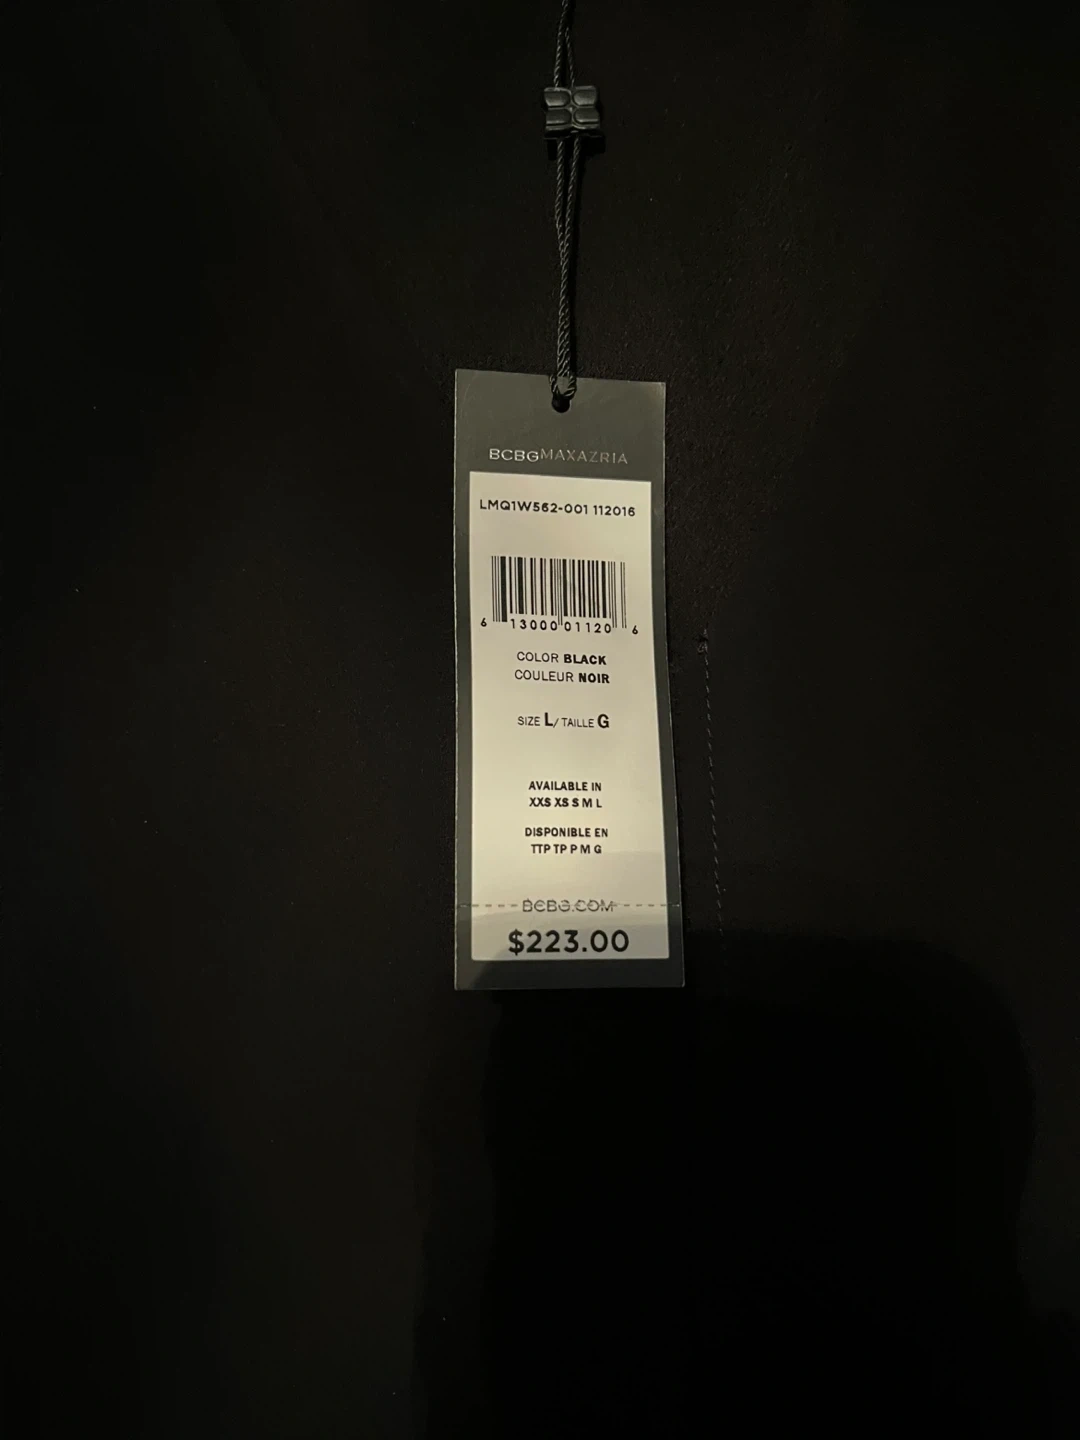 BCBGMAXAZRIA
LMQ1W562-001 112016
6 13000 01120 6
COLOR BLACK
COULEUR NOIR
SIZE L/ TAILLE G
AVAILABLE IN
XXS XS S M L
DISPONIBLE EN
TTP TP P M G
BCBG.COM
$223.00